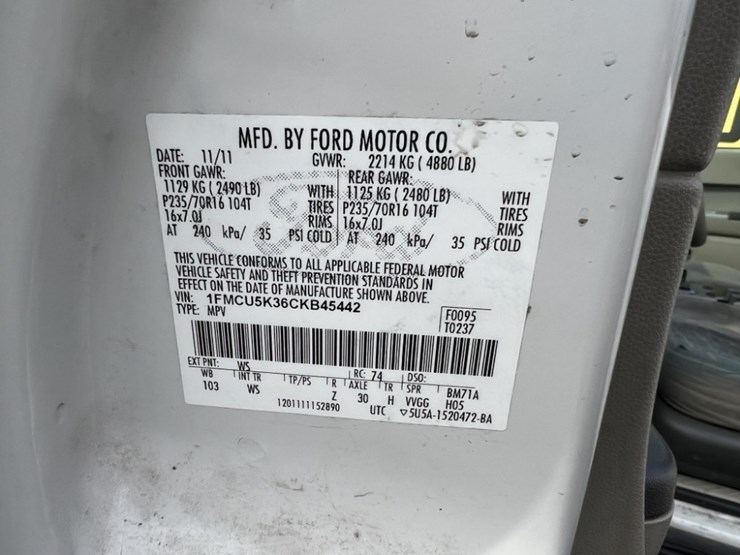 MFD. BY FORD MOTOR CO.
DATE: 11/11 GVWR: 2214 KG ( 4880 LB)
FRONT GAWR: REAR GAWR:
1129 KG ( 2490 LB) WITH 1125 KG ( 2480 LB) WITH
P235/70R16 104T TIRES P235/70R16 104T TIRES
16x7.0J RIMS 16x7.0J RIMS
AT 240 kPa/ 35 PSI COLD AT 240 kPa/ 35 PSI COLD
THIS VEHICLE CONFORMS TO ALL APPLICABLE FEDERAL MOTOR
VEHICLE SAFETY AND THEFT PREVENTION STANDARDS IN
EFFECT ON THE DATE OF MANUFACTURE SHOWN ABOVE.
VIN: 1FMCU5K36CKB45442 F0095
TYPE: MPV T0237
EXT PNT: WS RC: 74 DSO:
WB INT TR TP/PS R AXLE TR SPR BM71A
103 WS Z 30 H VVGG H05
1201111152890 UTC ▽5U5A-1520472-BA
Ford